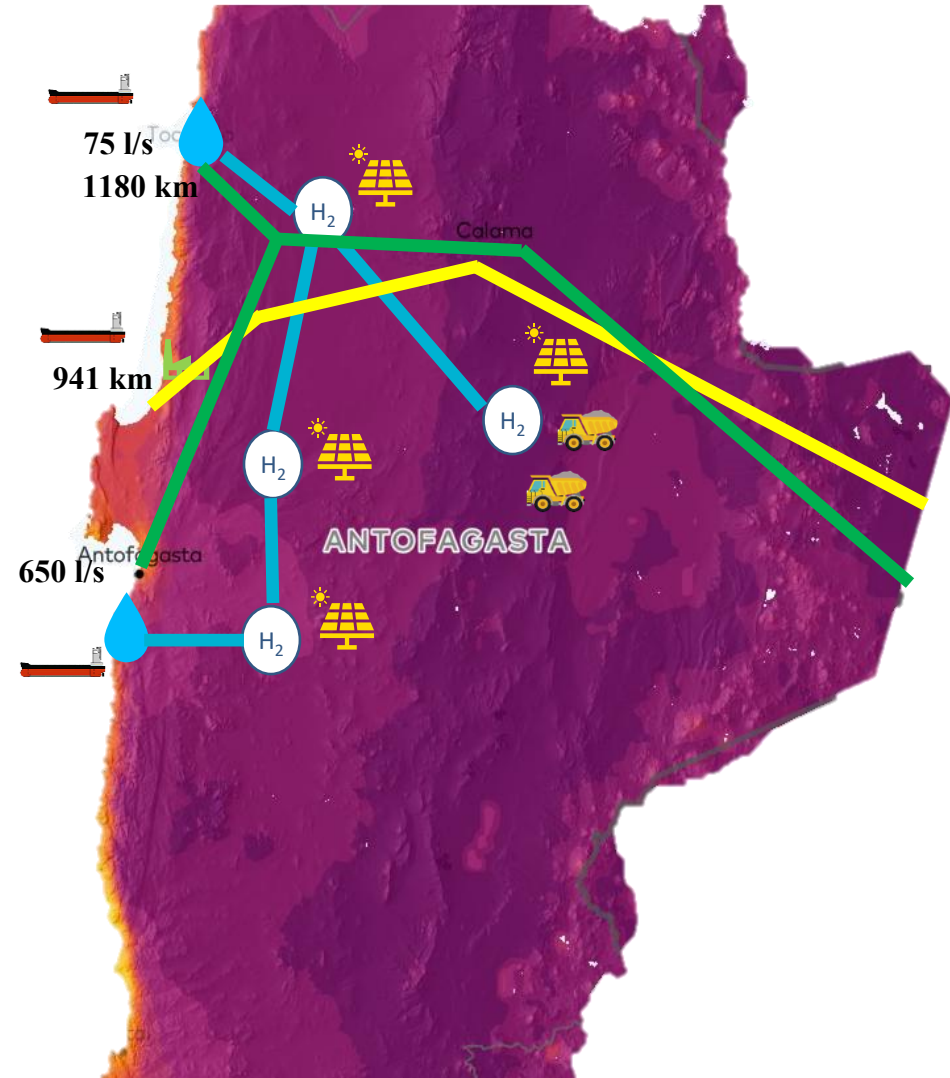 75 l/s
1180 km
H₂
Calama
941 km
H₂
H₂
ANTOFAGASTA
Antofagasta
650 l/s
H₂